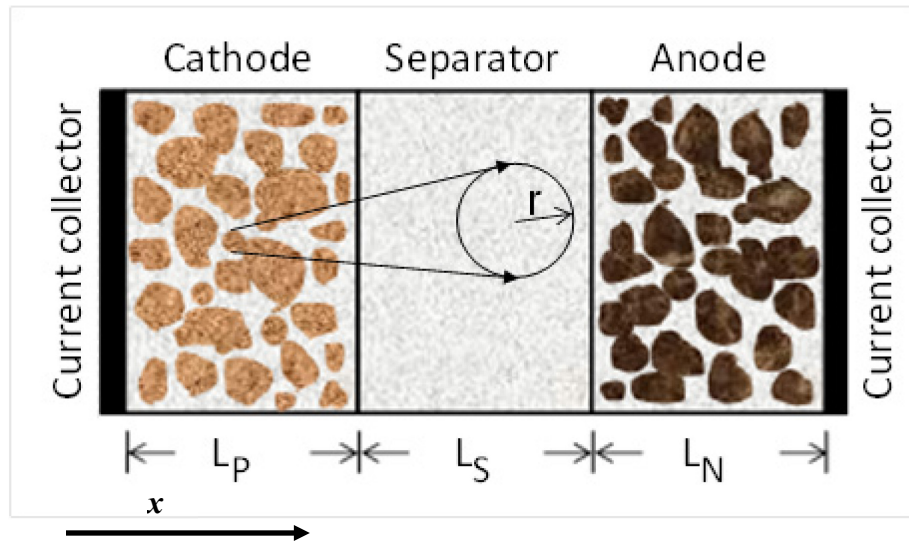 Cathode
Separator
Anode
Current collector
r
Current collector
L_P
L_S
L_N
x